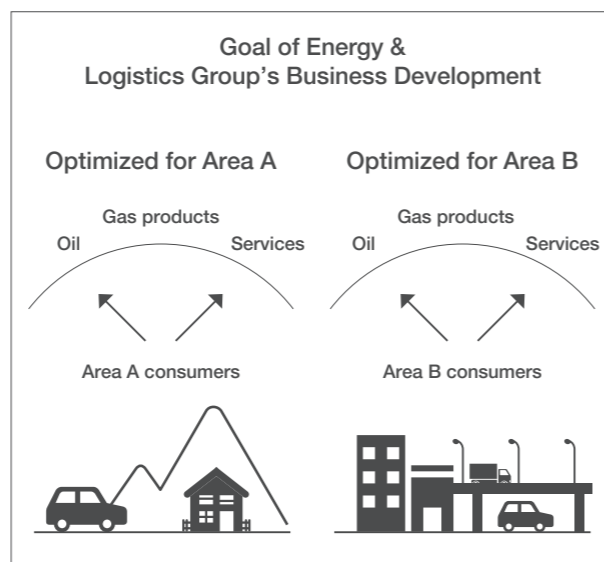 Goal of Energy &
Logistics Group's Business Development
Optimized for Area A
Gas products
Oil
Services
Area A consumers
Optimized for Area B
Gas products
Oil
Services
Area B consumers